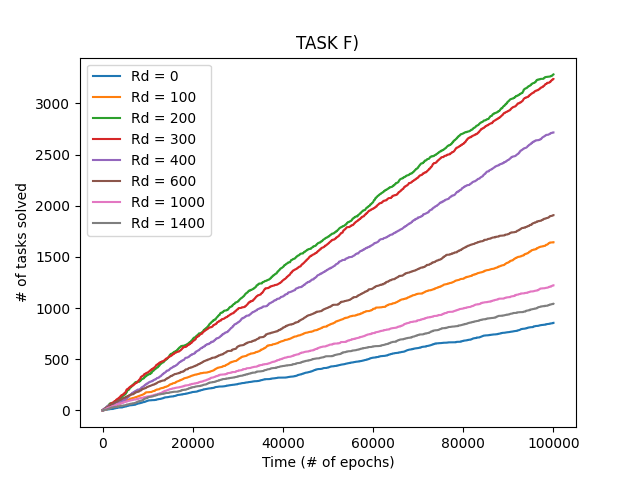 TASK F)
Rd = 0
Rd = 100
Rd = 200
Rd = 300
Rd = 400
Rd = 600
Rd = 1000
Rd = 1400
# of tasks solved
3000
2500
2000
1500
1000
500
0
0 20000 40000 60000 80000 100000
Time (# of epochs)